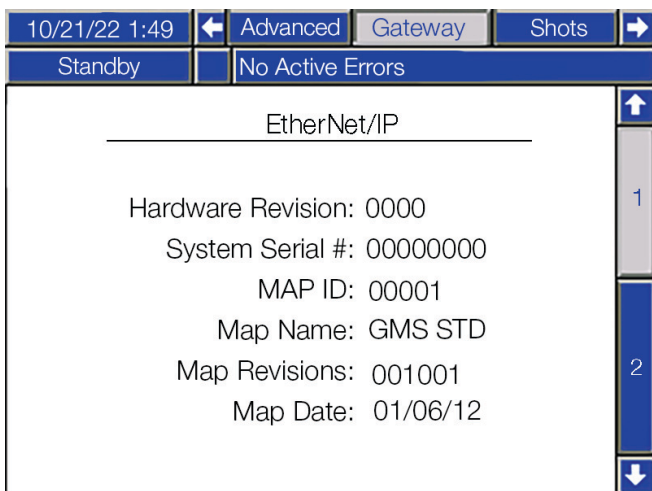 10/21/22 1:49 Advanced Gateway Shots
Standby No Active Errors
EtherNet/IP
Hardware Revision: 0000
1
System Serial #: 00000000
MAP ID: 00001
Map Name: GMS STD
Map Revisions: 001001
2
Map Date: 01/06/12